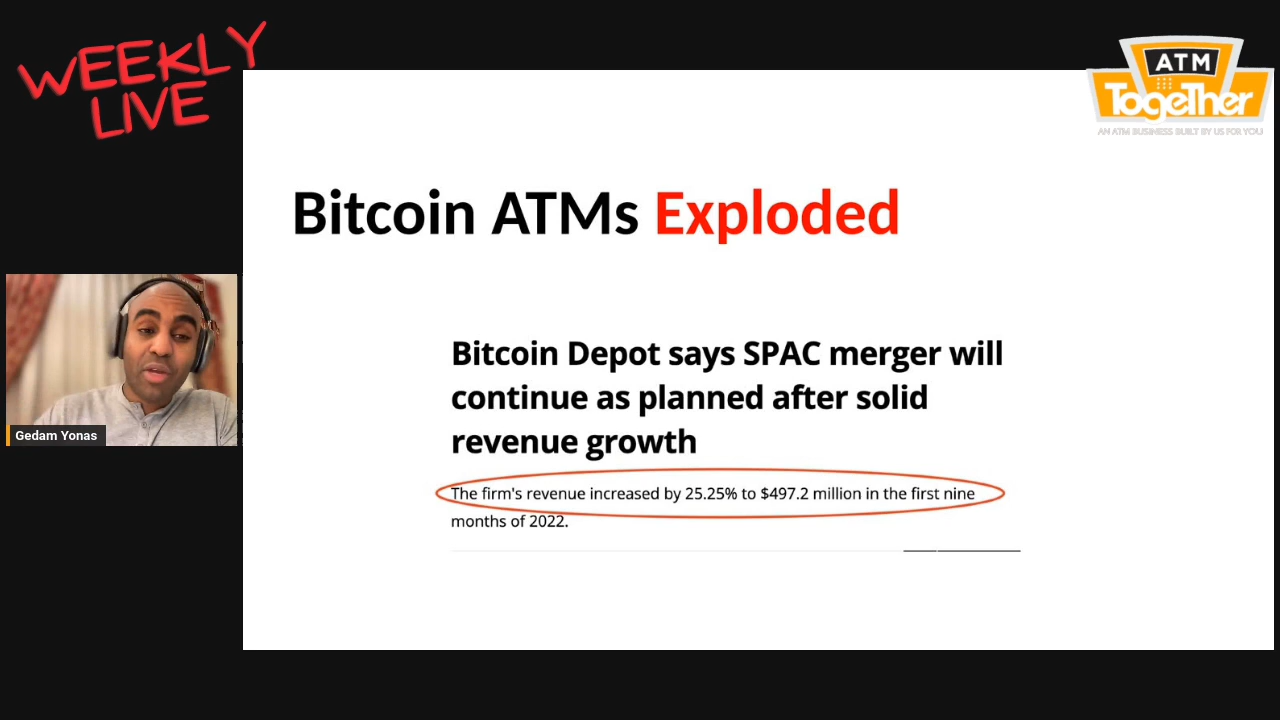 WEEKLY
LIVE
ATM
Together
AN ATM BUSINESS BUILT BY US FOR YOU
Bitcoin ATMs Exploded
Bitcoin Depot says SPAC merger will
continue as planned after solid
revenue growth
The firm's revenue increased by 25.25% to $497.2 million in the first nine
months of 2022.
Gedam Yonas